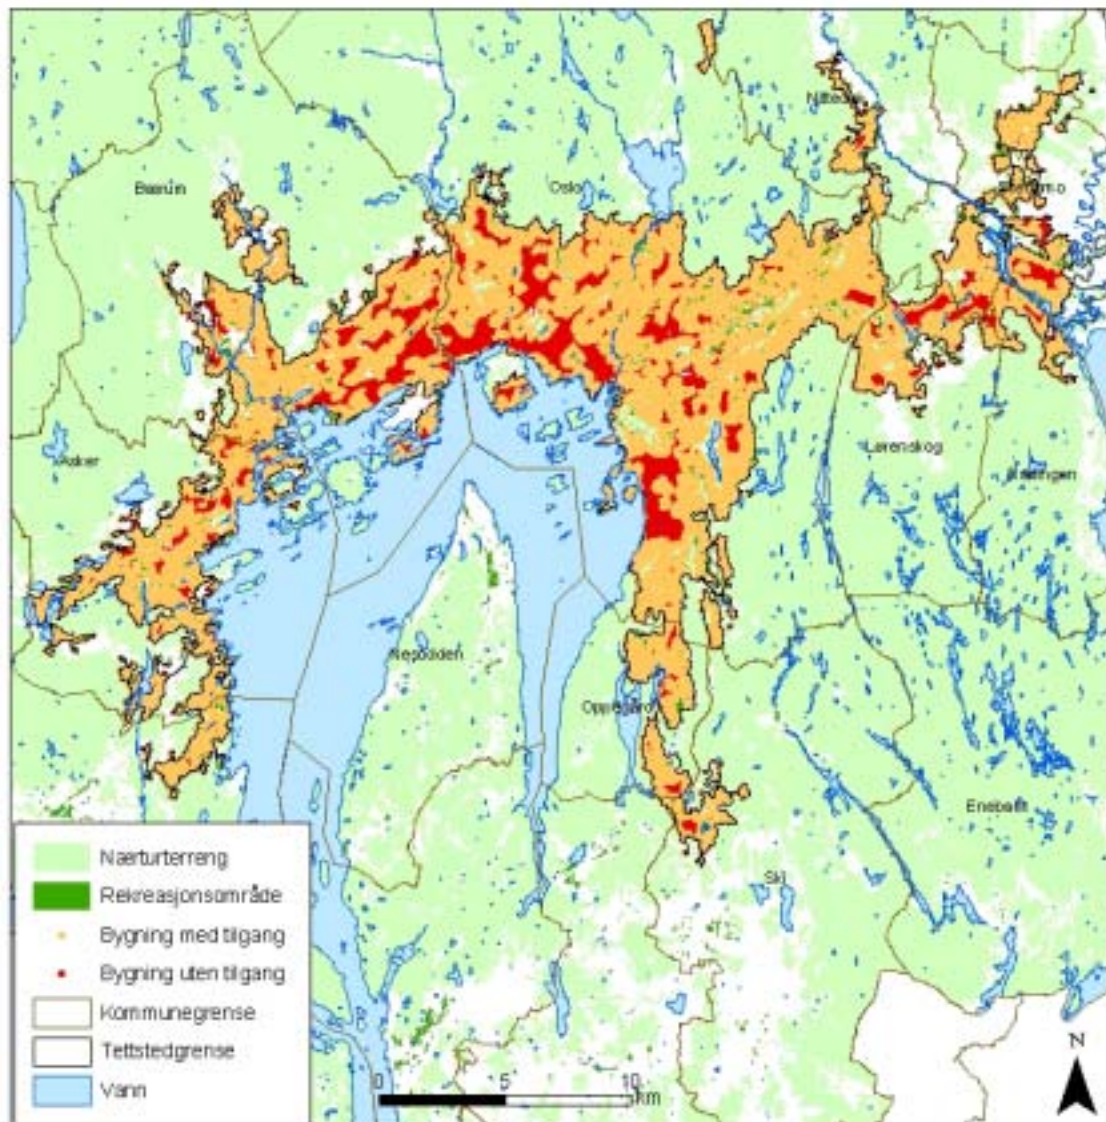 Nittedal
Bærum
Oslo
Asker
Lørenskog
Nesodden
Oppegård
Enebakk
Ski
Nærturterreng
Rekreasjonsområde
Bygning med tilgang
Bygning uten tilgang
Kommunegrense
Tettstedgrense
Vann
N
0 5 10
km